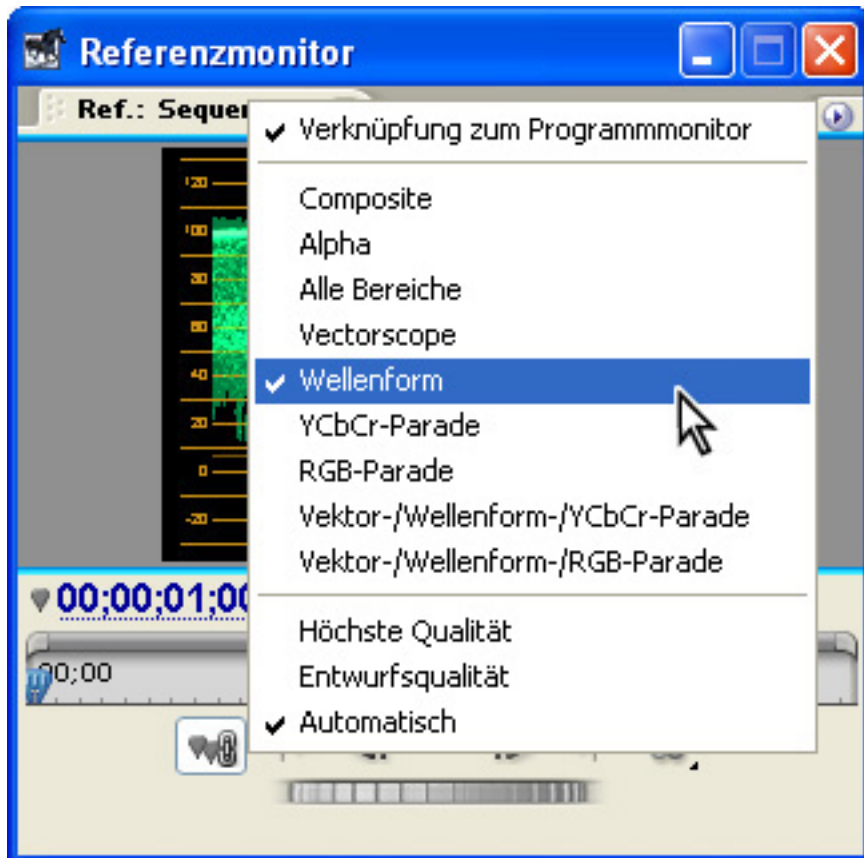 Referenzmonitor
Ref.: Sequen
Verknüpfung zum Programmmonitor
Composite
Alpha
Alle Bereiche
Vectorscope
Wellenform
YCbCr-Parade
RGB-Parade
Vektor-/Wellenform-/YCbCr-Parade
Vektor-/Wellenform-/RGB-Parade
Höchste Qualität
Entwurfsqualität
Automatisch
120
100
80
60
40
20
0
-20
00;00;01;00
00;00